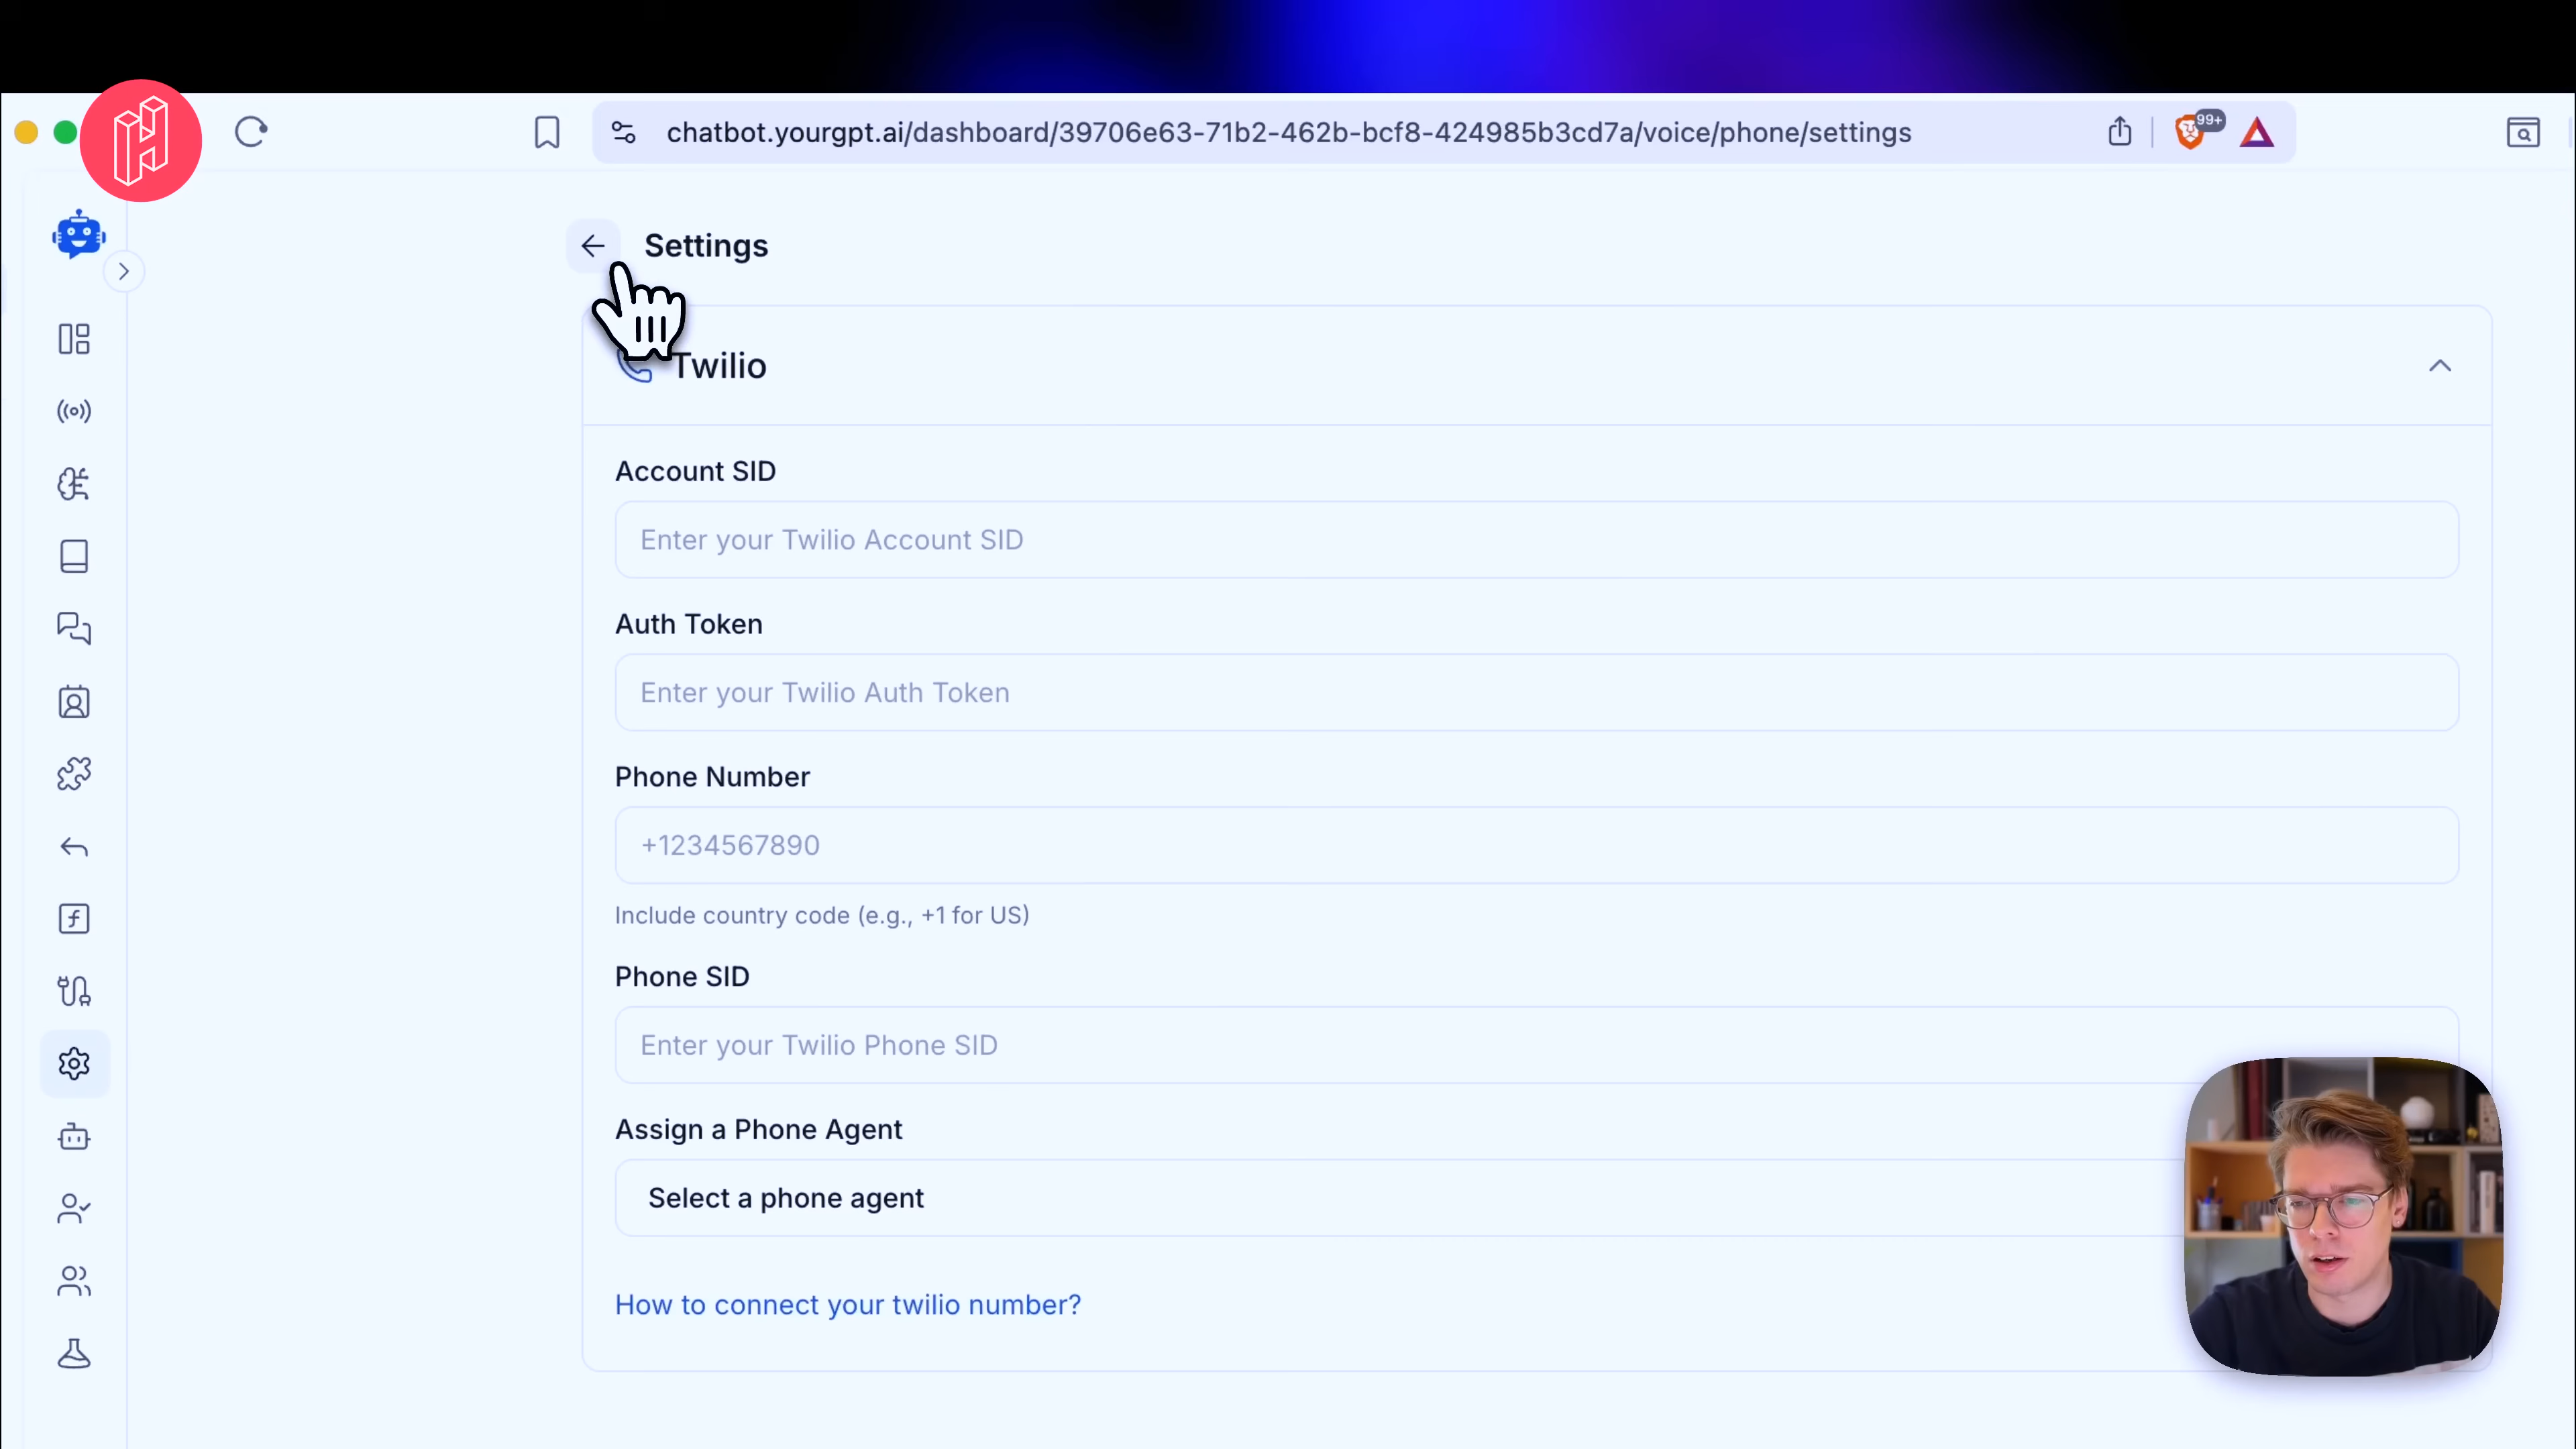 chatbot.yourgpt.ai/dashboard/39706e63-71b2-462b-bcf8-424985b3cd7a/voice/phone/settings
99+
Settings
Twilio
Account SID
Enter your Twilio Account SID
Auth Token
Enter your Twilio Auth Token
Phone Number
+1234567890
Include country code (e.g., +1 for US)
Phone SID
Enter your Twilio Phone SID
Assign a Phone Agent
Select a phone agent
How to connect your twilio number?